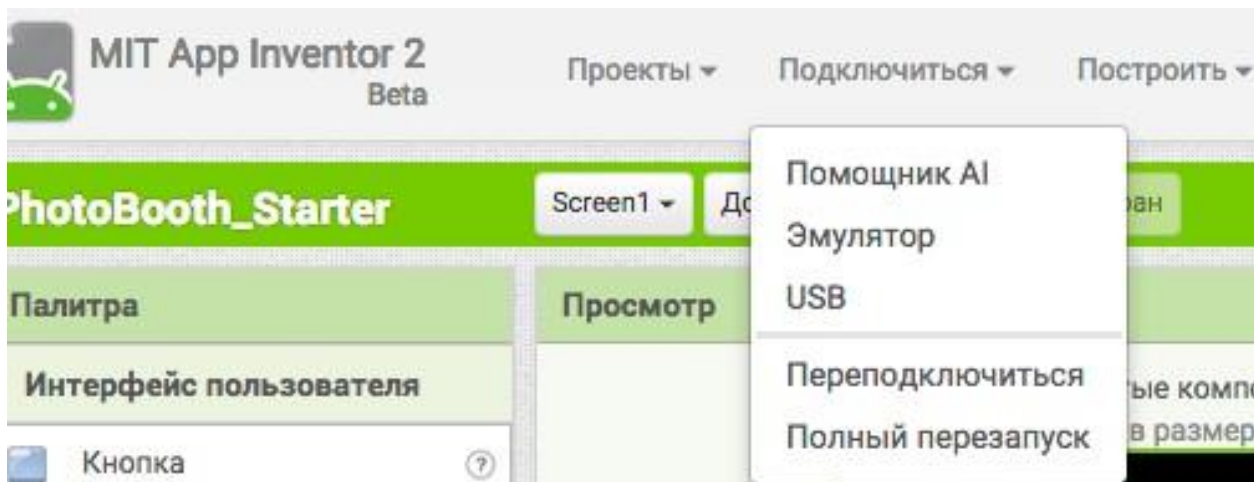 MIT App Inventor 2
Beta
Проекты
Подключиться
Построить
PhotoBooth_Starter
Screen1
Помощник AI
Эмулятор
USB
Переподключиться
Полный перезапуск
Палитра
Просмотр
Интерфейс пользователя
Кнопка
?